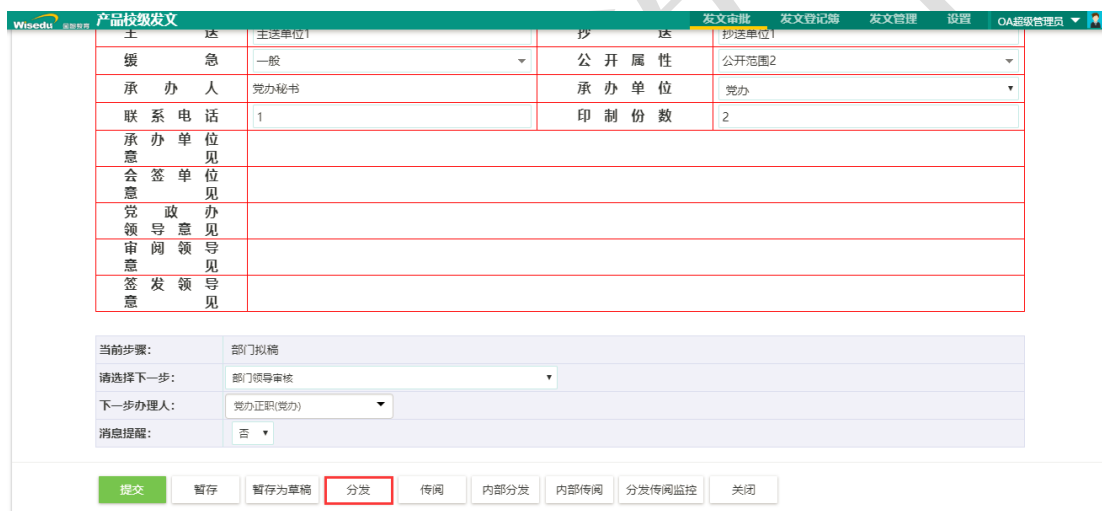 Wisedu 产品校级发文 发文审批 发文登记簿 发文管理 设置 OA超级管理员
主送 主送单位1 抄送 抄送单位1
缓急 一般 公开属性 公开范围2
承办人 党办秘书 承办单位 党办
联系电话 1 印制份数 2
承办单位
意见
会签单位
意见
党政办
领导意见
审阅领导
意见
签发领导
意见
当前步骤: 部门拟稿
请选择下一步: 部门领导审核
下一步办理人: 党办正职(党办)
消息提醒: 否
提交 暂存 暂存为草稿 分发 传阅 内部分发 内部传阅 分发传阅监控 关闭